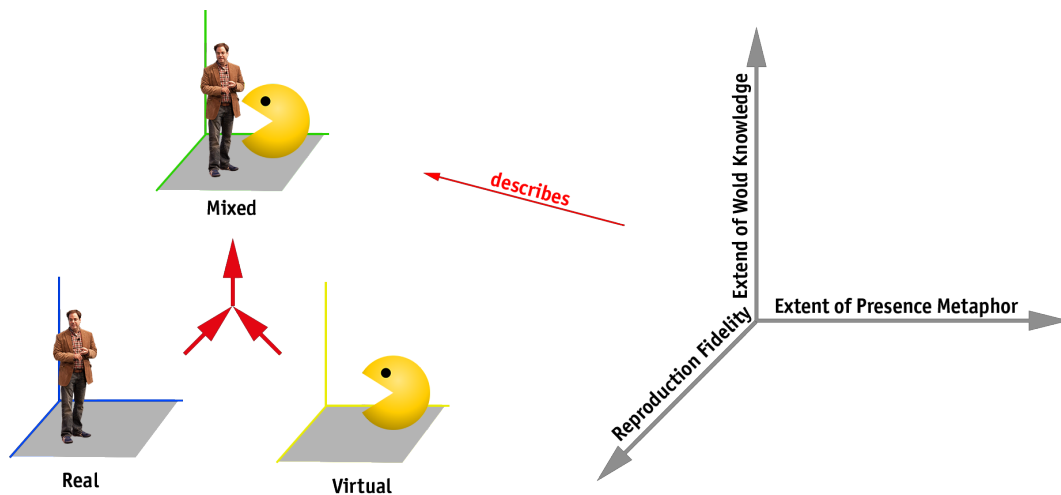 Mixed
describes
Extend of Wold Knowledge
Extent of Presence Metaphor
Reproduction Fidelity
Real
Virtual